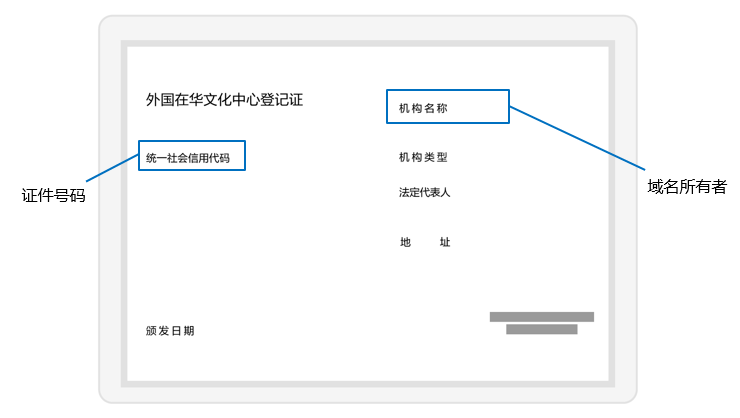 外国在华文化中心登记证
机构名称
统一社会信用代码
机构类型
证件号码
域名所有者
法定代表人
地 址
颁发日期